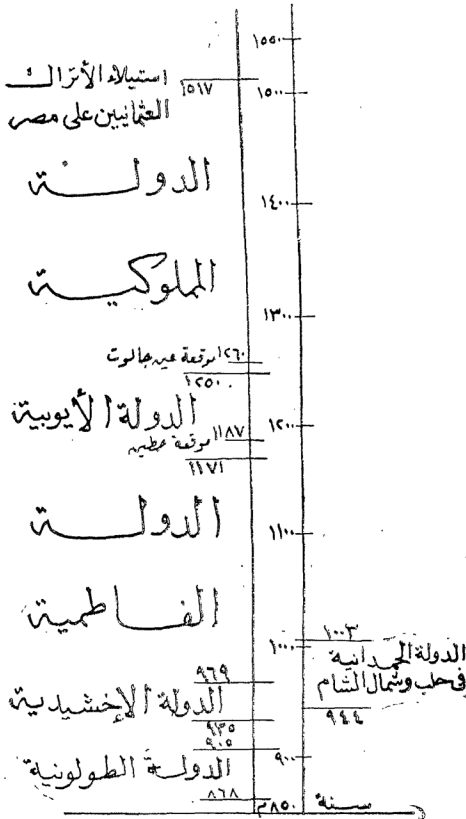 ١٥٥٠
استيلاء الأتراك
١٥١٧
العثمانيين على مصر
١٥٠٠
الدولة
١٤٠٠
المملوكية
١٣٠٠
١٢٦٠ موقعة عين جالوت
١٢٥٠
الدولة الأيوبية
١٢٠٠
١١٨٧ موقعة حطين
١١٧١
الدولة
١١٠٠
الفاطمية
١٠٠٣
١٠٠٠
الدولة الحمدانية
في حلب وشمال الشام
٩٤٤
٩٦٩
الدولة الإخشيدية
٩٣٥
٩٠٥
٩٠٠
الدولة الطولونية
٨٦٨
سنة ٨٥٠م